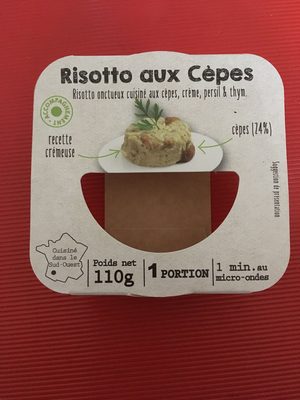 Risotto aux Cèpes
Risotto onctueux cuisiné aux cèpes, crème, persil & thym.
ACCOMPAGNEMENT
recette
crémeuse
cèpes (24%)
Suggestion de présentation
Cuisiné
dans le
Sud-Ouest
Poids net
110g
1 PORTION
1 min. au
micro-ondes